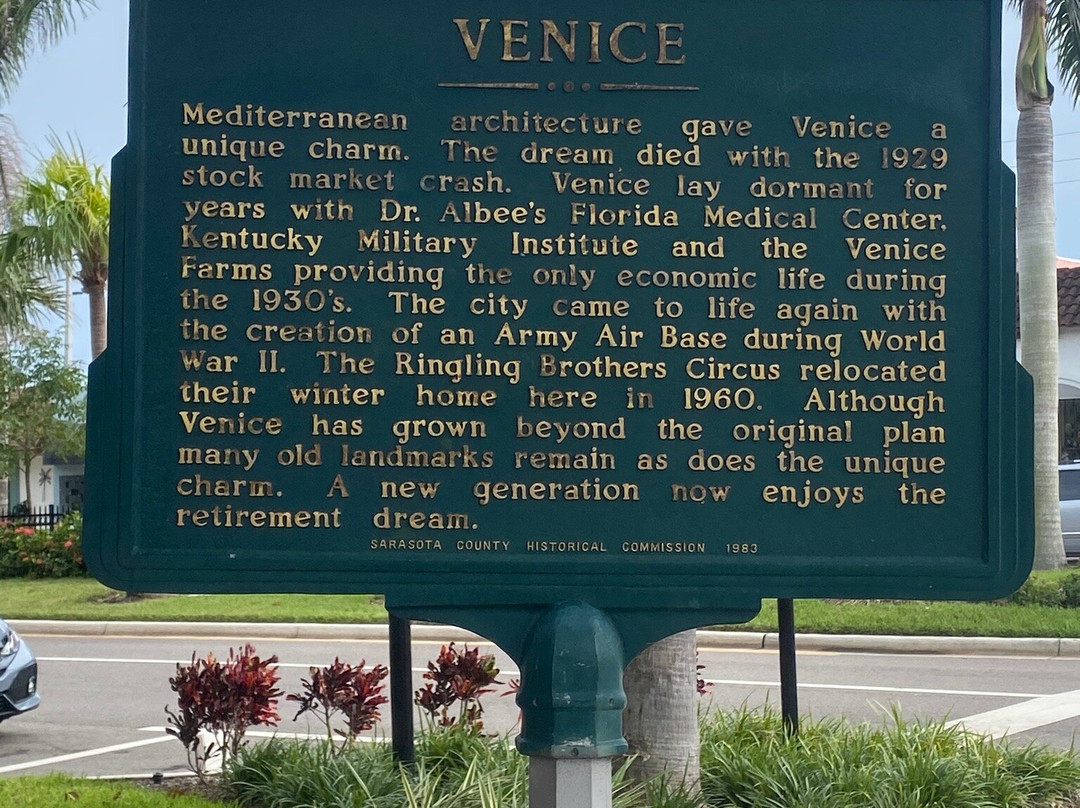 VENICE
Mediterranean architecture gave Venice a
unique charm. The dream died with the 1929
stock market crash. Venice lay dormant for
years with Dr. Albee's Florida Medical Center,
Kentucky Military Institute and the Venice
Farms providing the only economic life during
the 1930's. The city came to life again with
the creation of an Army Air Base during World
War II. The Ringling Brothers Circus relocated
their winter home here in 1960. Although
Venice has grown beyond the original plan
many old landmarks remain as does the unique
charm. A new generation now enjoys the
retirement dream.
SARASOTA COUNTY HISTORICAL COMMISSION 1983